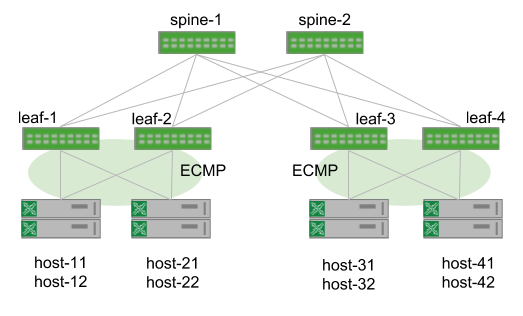 spine-1
spine-2
leaf-1
leaf-2
leaf-3
leaf-4
ECMP
ECMP
host-11
host-12
host-21
host-22
host-31
host-32
host-41
host-42